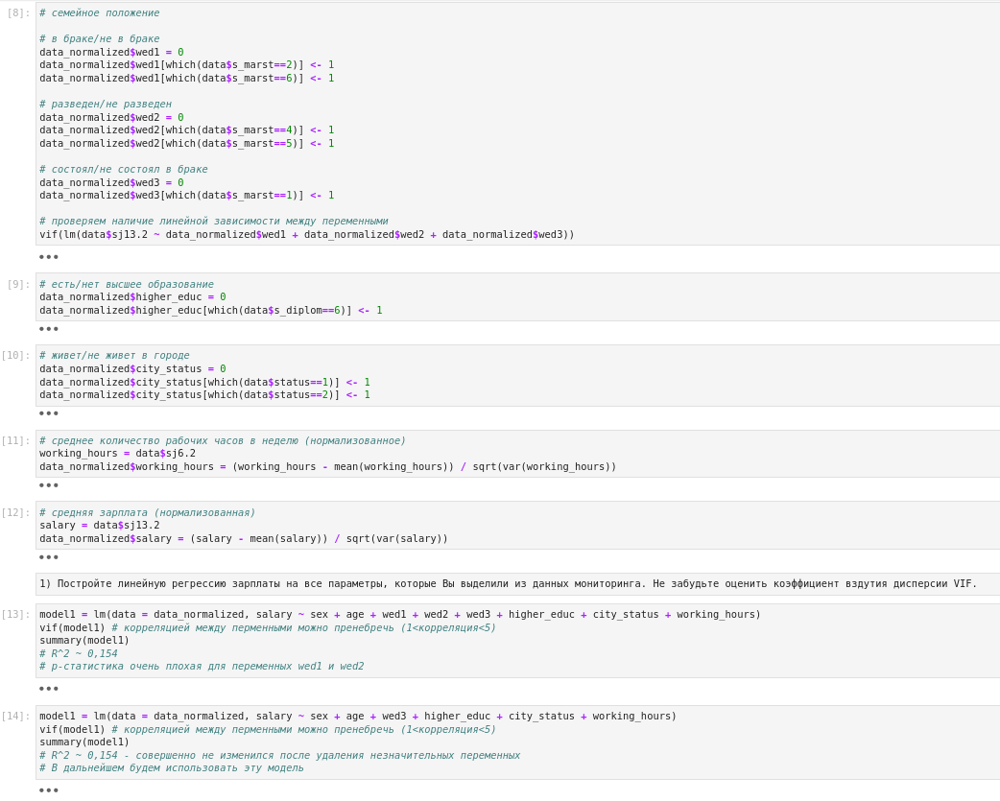 [8]:
# семейное положение
# в браке/не в браке
data_normalized$wed1 = 0
data_normalized$wed1[which(data$s_marst==2)] <- 1
data_normalized$wed1[which(data$s_marst==6)] <- 1
# разведен/не разведен
data_normalized$wed2 = 0
data_normalized$wed2[which(data$s_marst==4)] <- 1
data_normalized$wed2[which(data$s_marst==5)] <- 1
# состоял/не состоял в браке
data_normalized$wed3 = 0
data_normalized$wed3[which(data$s_marst==1)] <- 1
# проверяем наличие линейной зависимости между переменными
vif(lm(data$sj13.2 ~ data_normalized$wed1 + data_normalized$wed2 + data_normalized$wed3))
•••
[9]:
# есть/нет высшее образование
data_normalized$higher_educ = 0
data_normalized$higher_educ[which(data$s_diplom==6)] <- 1
•••
[10]:
# живет/не живет в городе
data_normalized$city_status = 0
data_normalized$city_status[which(data$status==1)] <- 1
data_normalized$city_status[which(data$status==2)] <- 1
•••
[11]:
# среднее количество рабочих часов в неделю (нормализованное)
working_hours = data$sj6.2
data_normalized$working_hours = (working_hours - mean(working_hours)) / sqrt(var(working_hours))
•••
[12]:
# средняя зарплата (нормализованная)
salary = data$sj13.2
data_normalized$salary = (salary - mean(salary)) / sqrt(var(salary))
•••
1) Постройте линейную регрессию зарплаты на все параметры, которые Вы выделили из данных мониторинга. Не забудьте оценить коэффициент вздутия дисперсии VIF.
[13]:
model1 = lm(data = data_normalized, salary ~ sex + age + wed1 + wed2 + wed3 + higher_educ + city_status + working_hours)
vif(model1) # корреляцией между перменными можно пренебречь (1<корреляция<5)
summary(model1)
# R^2 ~ 0,154
# p-статистика очень плохая для переменных wed1 и wed2
•••
[14]:
model1 = lm(data = data_normalized, salary ~ sex + age + wed3 + higher_educ + city_status + working_hours)
vif(model1) # корреляцией между перменными можно пренебречь (1<корреляция<5)
summary(model1)
# R^2 ~ 0,154 - совершенно не изменился после удаления незначительных переменных
# В дальнейшем будем использовать эту модель
•••